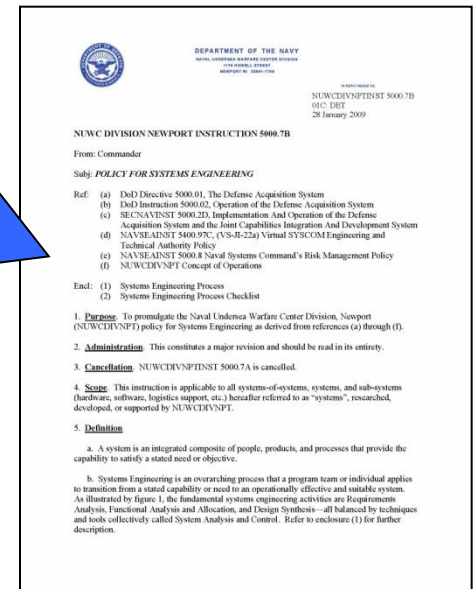 DEPARTMENT OF THE NAVY
NAVAL UNDERSEA WARFARE CENTER DIVISION
1176 HOWELL STREET
NEWPORT RI 02841-1708
IN REPLY REFER TO:
NUWCDIVNPTINST 5000.7B
01C: DET
28 January 2009
NUWC DIVISION NEWPORT INSTRUCTION 5000.7B
From: Commander
Subj: POLICY FOR SYSTEMS ENGINEERING
Ref: (a) DoD Directive 5000.01, The Defense Acquisition System
(b) DoD Instruction 5000.02, Operation of the Defense Acquisition System
(c) SECNAVINST 5000.2D, Implementation And Operation of the Defense
Acquisition System and the Joint Capabilities Integration And Development System
(d) NAVSEAINST 5400.97C, (VS-JI-22a) Virtual SYSCOM Engineering and
Technical Authority Policy
(e) NAVSEAINST 5000.8 Naval Systems Command's Risk Management Policy
(f) NUWCDIVNPT Concept of Operations
Encl: (1) Systems Engineering Process
(2) Systems Engineering Process Checklist
1. Purpose. To promulgate the Naval Undersea Warfare Center Division, Newport
(NUWCDIVNPT) policy for Systems Engineering as derived from references (a) through (f).
2. Administration. This constitutes a major revision and should be read in its entirety.
3. Cancellation. NUWCDIVNPTINST 5000.7A is cancelled.
4. Scope. This instruction is applicable to all systems-of-systems, systems, and sub-systems
(hardware, software, logistics support, etc.) hereafter referred to as "systems", researched,
developed, or supported by NUWCDIVNPT.
5. Definition
a. A system is an integrated composite of people, products, and processes that provide the
capability to satisfy a stated need or objective.
b. Systems Engineering is an overarching process that a program team or individual applies
to transition from a stated capability or need to an operationally effective and suitable system.
As illustrated by figure 1, the fundamental systems engineering activities are Requirements
Analysis, Functional Analysis and Allocation, and Design Synthesis—all balanced by techniques
and tools collectively called System Analysis and Control. Refer to enclosure (1) for further
description.